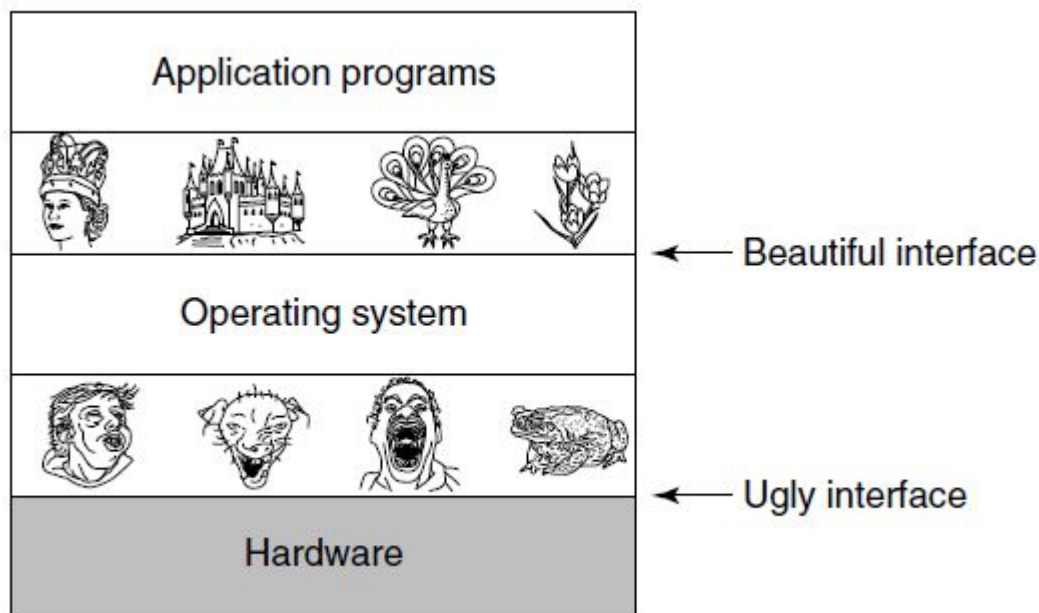 Application programs
Beautiful interface
Operating system
Ugly interface
Hardware